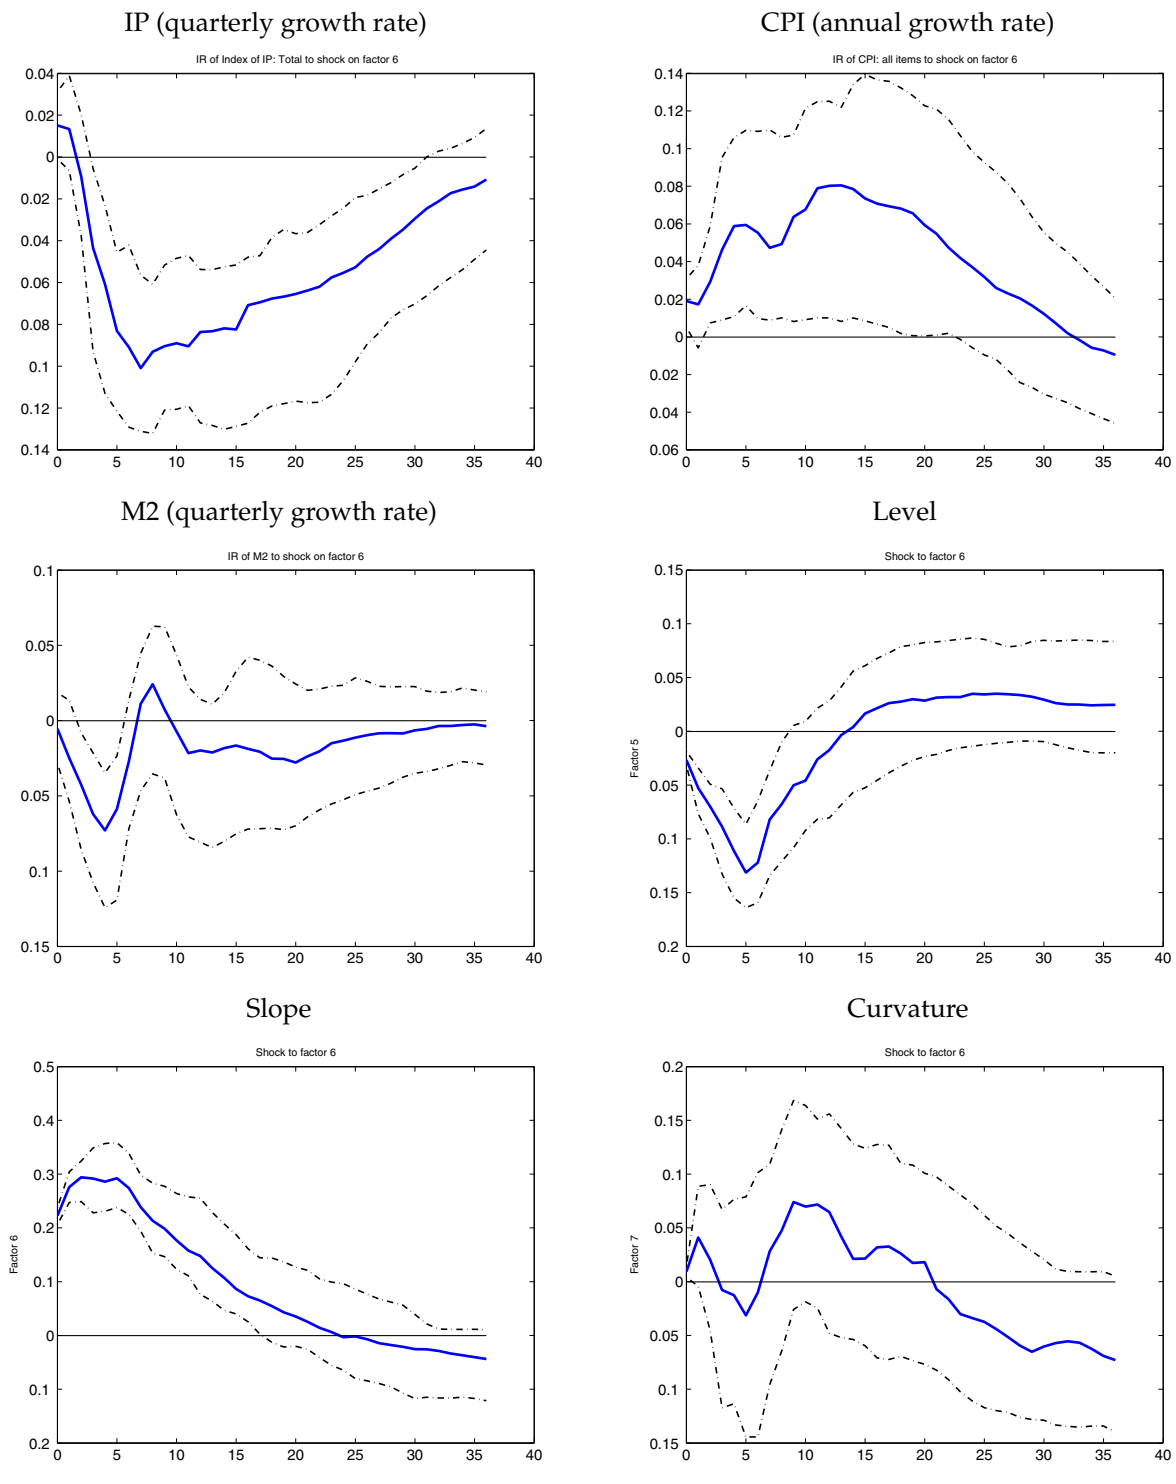 IP (quarterly growth rate)
IR of Index of IP: Total to shock on factor 6
0.04
0.02
0
0.02
0.04
0.06
0.08
0.1
0.12
0.14
0 5 10 15 20 25 30 35 40
CPI (annual growth rate)
IR of CPI: all items to shock on factor 6
0.14
0.12
0.1
0.08
0.06
0.04
0.02
0
0.02
0.04
0.06
0 5 10 15 20 25 30 35 40
M2 (quarterly growth rate)
IR of M2 to shock on factor 6
0.1
0.05
0
0.05
0.1
0.15
0 5 10 15 20 25 30 35 40
Level
Shock to factor 6
Factor 5
0.15
0.1
0.05
0
0.05
0.1
0.15
0.2
0 5 10 15 20 25 30 35 40
Slope
Shock to factor 6
Factor 6
0.5
0.4
0.3
0.2
0.1
0
0.1
0.2
0 5 10 15 20 25 30 35 40
Curvature
Shock to factor 6
Factor 7
0.2
0.15
0.1
0.05
0
0.05
0.1
0.15
0 5 10 15 20 25 30 35 40